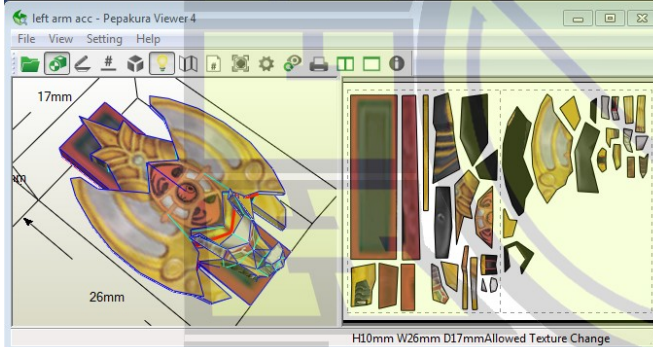 left arm acc - Pepakura Viewer 4
File View Setting Help
17mm
26mm
H10mm W26mm D17mmAllowed Texture Change